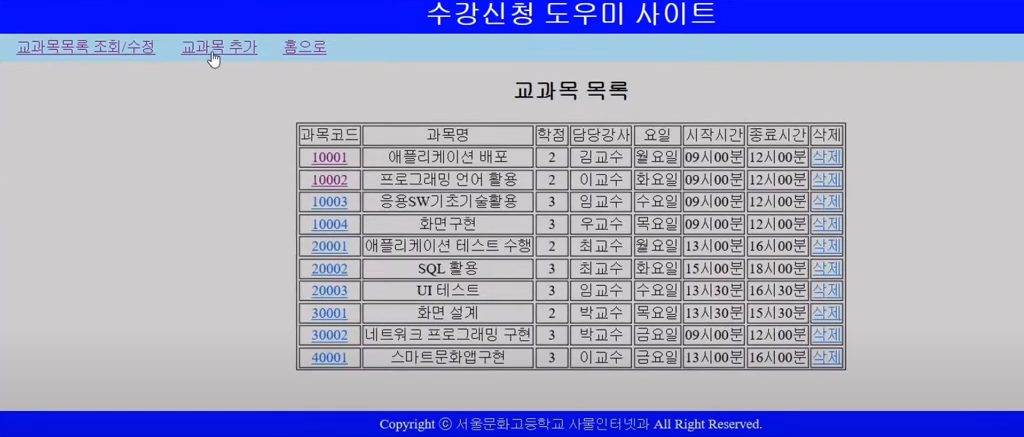 수강신청 도우미 사이트
교과목목록 조회/수정 교과목 추가 홈으로
교과목 목록
과목코드 과목명 학점 담당강사 요일 시작시간 종료시간 삭제
10001 애플리케이션 배포 2 김교수 월요일 09시00분 12시00분 삭제
10002 프로그래밍 언어 활용 2 이교수 화요일 09시00분 12시00분 삭제
10003 응용SW기초기술활용 3 임교수 수요일 09시00분 12시00분 삭제
10004 화면구현 3 우교수 목요일 09시00분 12시00분 삭제
20001 애플리케이션 테스트 수행 2 최교수 월요일 13시00분 16시00분 삭제
20002 SQL 활용 3 최교수 화요일 15시00분 18시00분 삭제
20003 UI 테스트 3 임교수 수요일 13시30분 16시30분 삭제
30001 화면 설계 2 박교수 목요일 13시30분 15시30분 삭제
30002 네트워크 프로그래밍 구현 3 박교수 금요일 09시00분 12시00분 삭제
40001 스마트문화앱구현 3 이교수 금요일 13시00분 16시00분 삭제
Copyright ⓒ 서울문화고등학교 사물인터넷과 All Right Reserved.